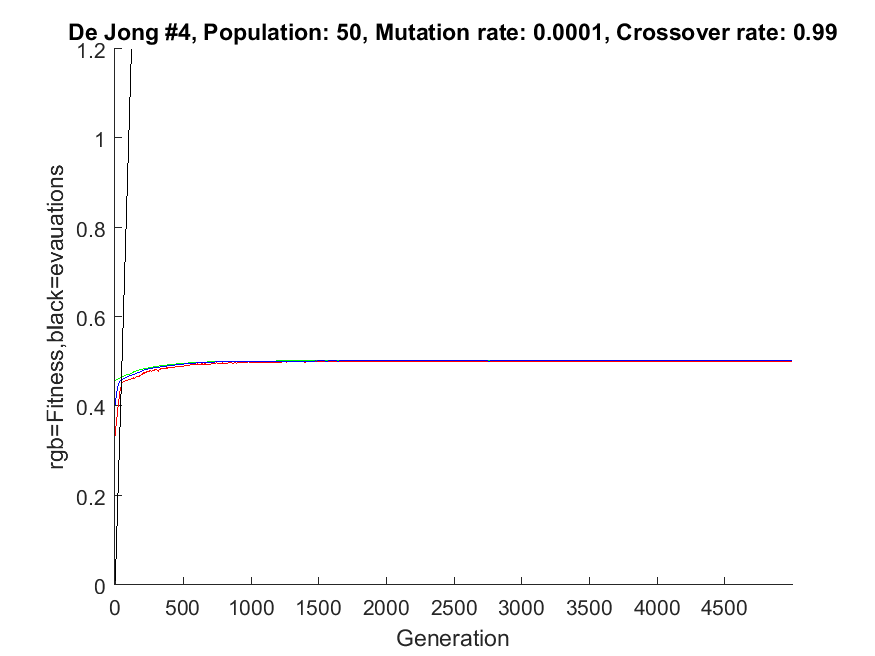 De Jong #4, Population: 50, Mutation rate: 0.0001, Crossover rate: 0.99
1.2
1
0.8
0.6
0.4
0.2
0
rgb=Fitness,black=evauations
0 500 1000 1500 2000 2500 3000 3500 4000 4500
Generation